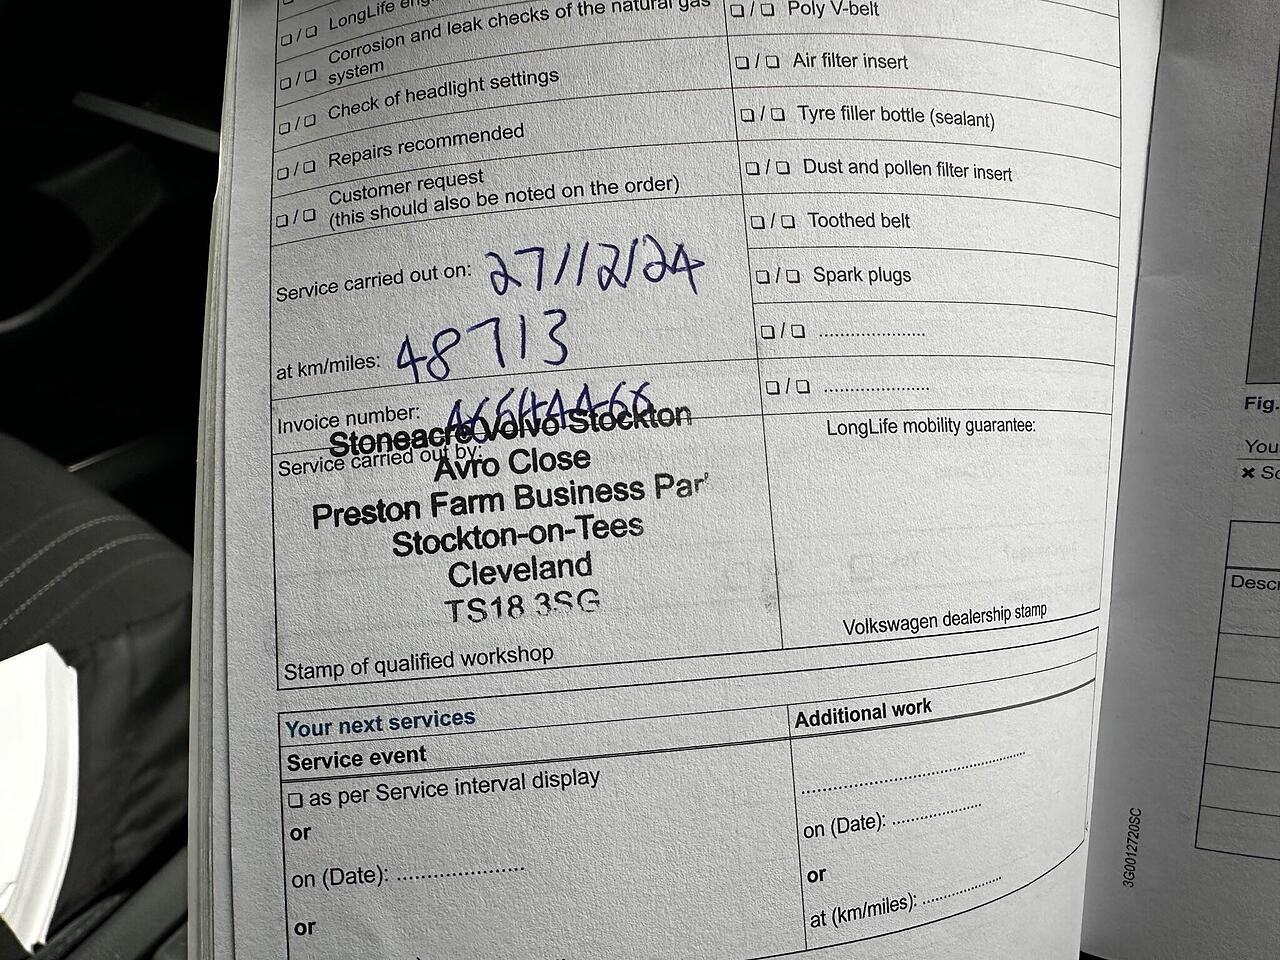 ❑ / ❑ LongLife
❑ / ❑ Corrosion and leak checks of the natural gas
system
❑ / ❑ Check of headlight settings
❑ / ❑ Repairs recommended
❑ / ❑ Customer request
(this should also be noted on the order)
Service carried out on: 27/12/24
at km/miles: 48713
Invoice number:
Service carried out by:
Stoneacre Volvo Stockton
Avro Close
Preston Farm Business Par
Stockton-on-Tees
Cleveland
TS18 3SG
Stamp of qualified workshop
❑ / ❑ Poly V-belt
❑ / ❑ Air filter insert
❑ / ❑ Tyre filler bottle (sealant)
❑ / ❑ Dust and pollen filter insert
❑ / ❑ Toothed belt
❑ / ❑ Spark plugs
❑ / ❑ ......................
❑ / ❑ ......................
LongLife mobility guarantee:
Volkswagen dealership stamp
Your next services
Service event
❑ as per Service interval display
or
on (Date): ......................
or
Additional work
......................
on (Date): ......................
or
at (km/miles): ......................
3G0012720SC
Fig.
You
× Sc
Descr